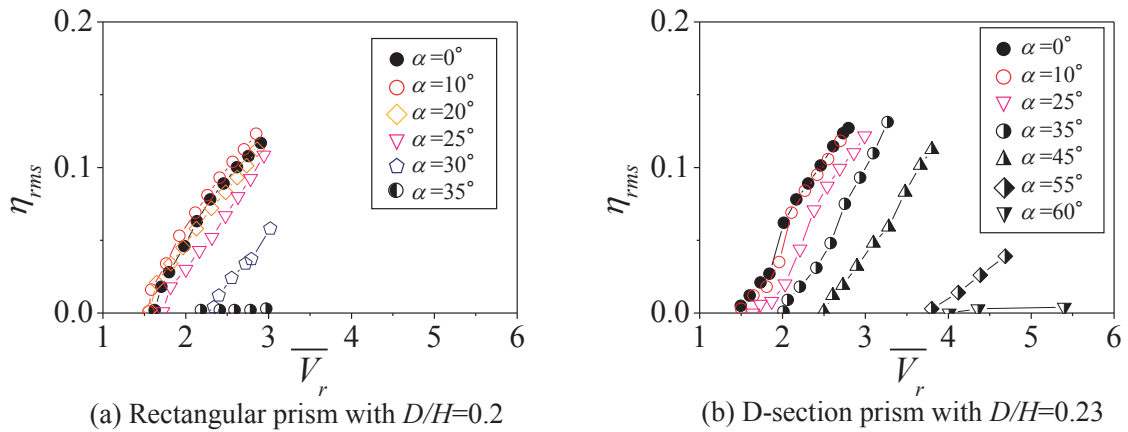 0.2
0.1
0.0
η_rms
1 2 3 4 5 6
V̅_r
α=0°
α=10°
α=20°
α=25°
α=30°
α=35°
(a) Rectangular prism with D/H=0.2
0.2
0.1
0.0
η_rms
1 2 3 4 5 6
V̅_r
α=0°
α=10°
α=25°
α=35°
α=45°
α=55°
α=60°
(b) D-section prism with D/H=0.23